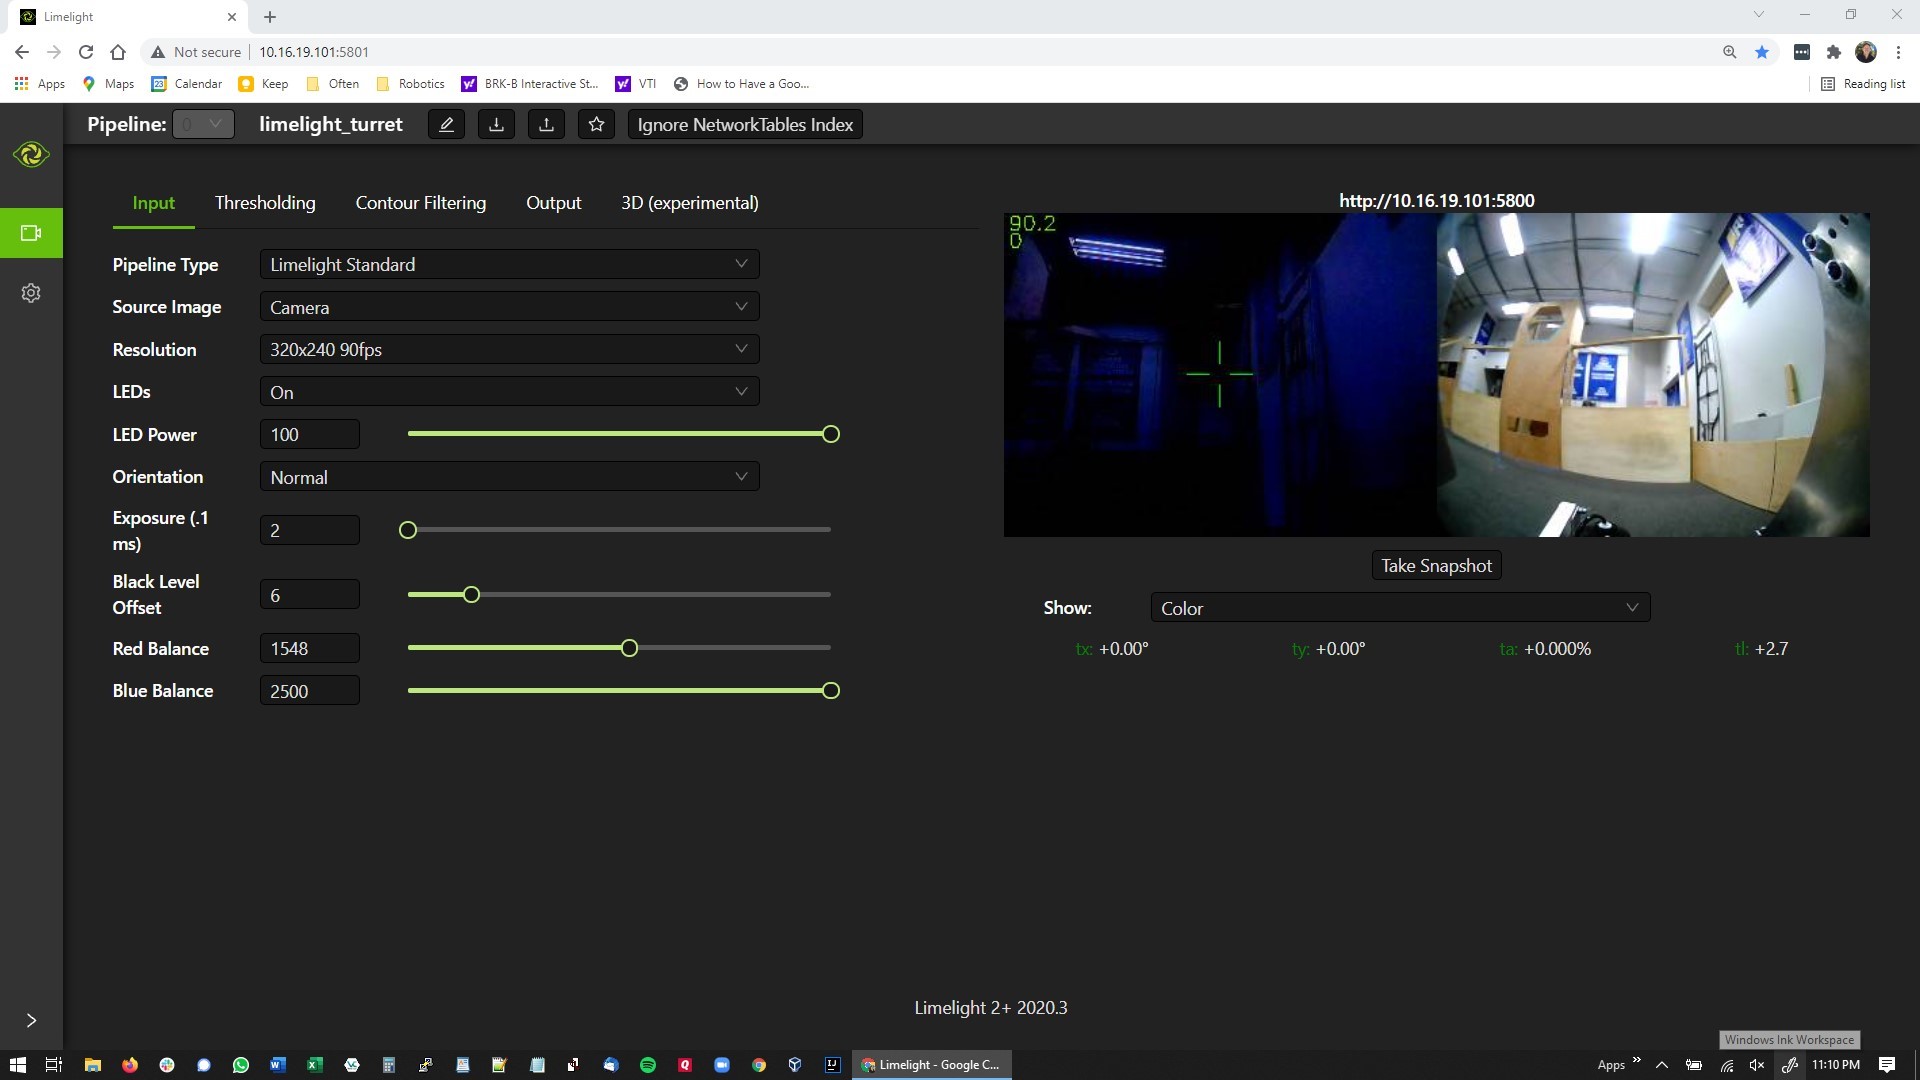 Limelight
Not secure 10.16.19.101:5801
Apps Maps 23 Calendar Keep Often Robotics BRK-B Interactive St... VTI How to Have a Goo... Reading list
Pipeline: 0 limelight_turret Ignore NetworkTables Index
Input Thresholding Contour Filtering Output 3D (experimental)
http://10.16.19.101:5800
90.2
0
Pipeline Type Limelight Standard
Source Image Camera
Resolution 320x240 90fps
LEDs On
LED Power 100
Orientation Normal
Exposure (.1
ms) 2
Black Level
Offset 6
Red Balance 1548
Blue Balance 2500
Take Snapshot
Show: Color
tx: +0.00° ty: +0.00° ta: +0.000% tl: +2.7
Limelight 2+ 2020.3
Windows Ink Workspace
Limelight - Google C...
Apps 11:10 PM